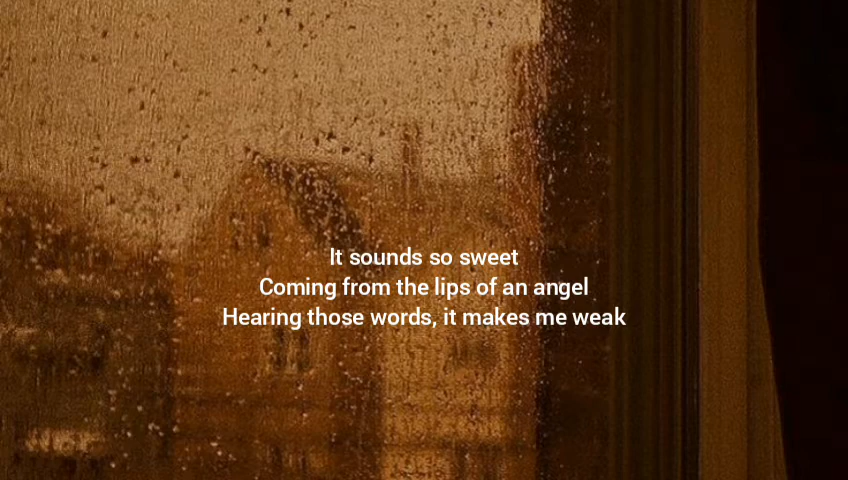 It sounds so sweet
Coming from the lips of an angel
Hearing those words, it makes me weak